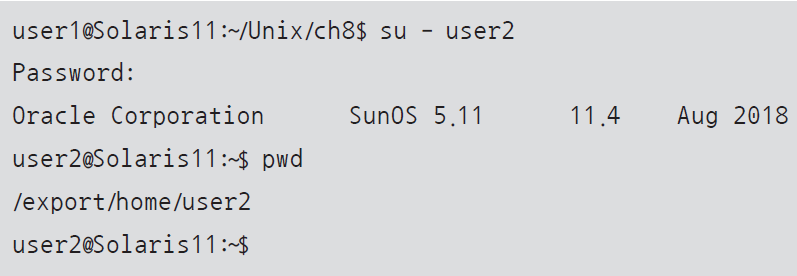 user1@Solaris11:~/Unix/ch8$ su - user2
Password:
Oracle Corporation SunOS 5.11 11.4 Aug 2018
user2@Solaris11:~$ pwd
/export/home/user2
user2@Solaris11:~$